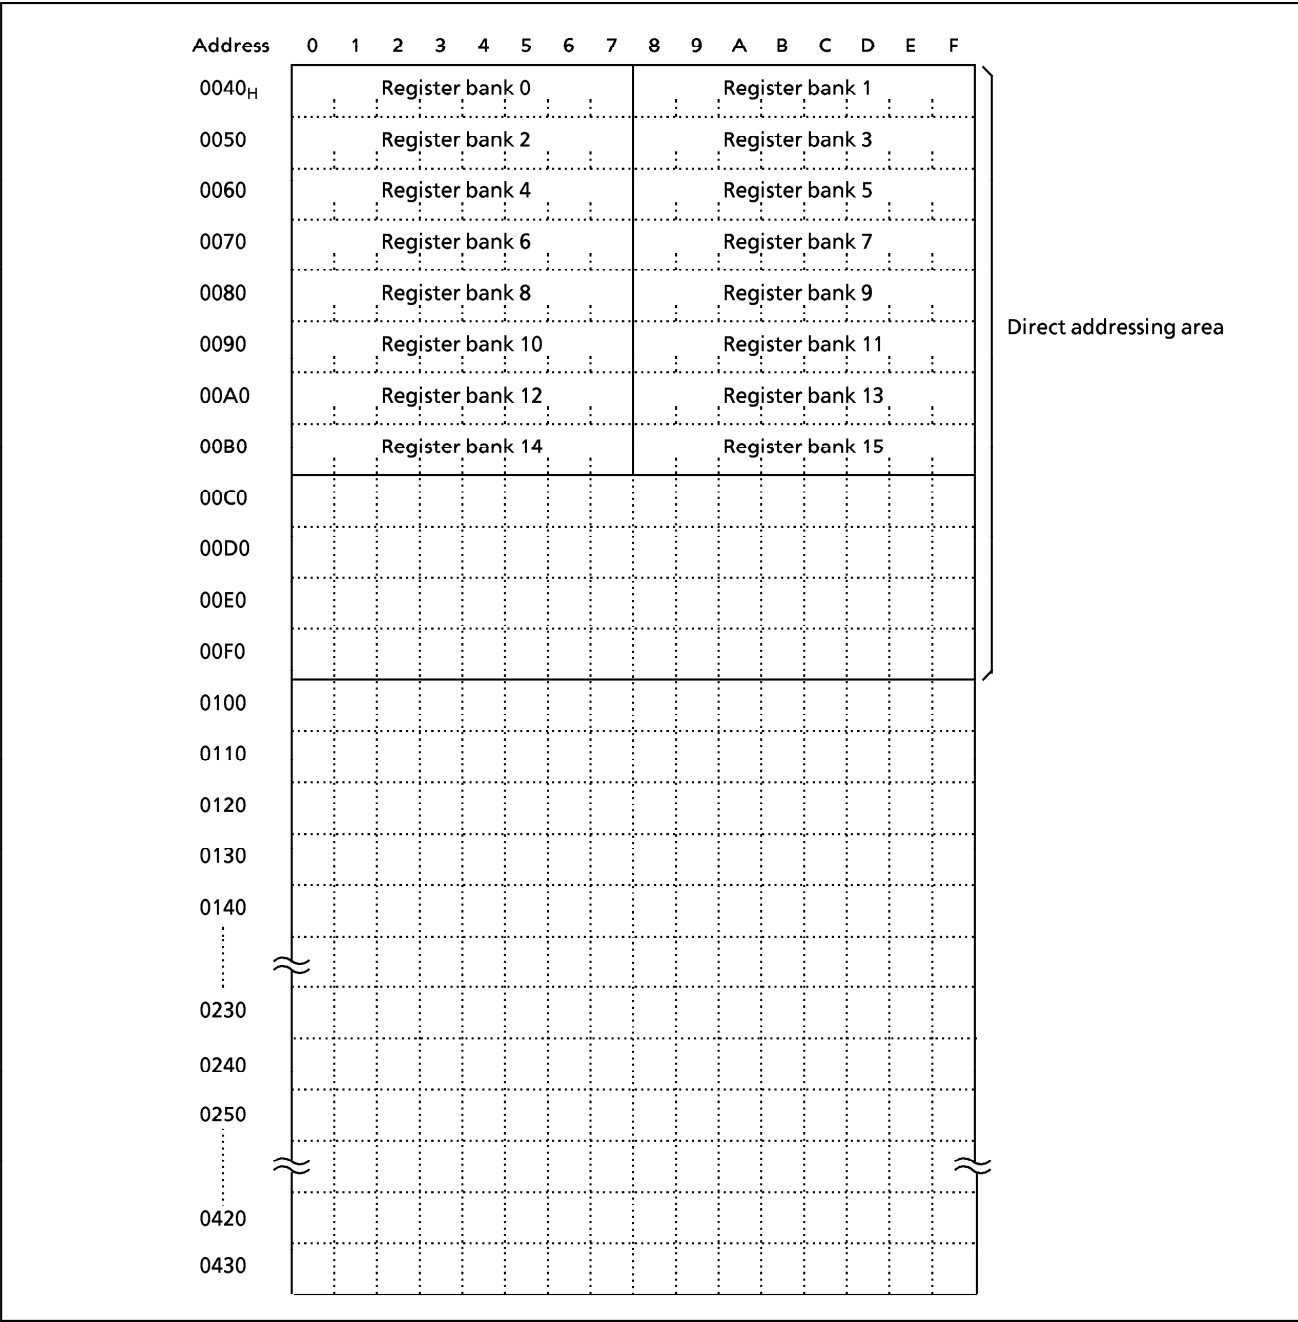 Address 0 1 2 3 4 5 6 7 8 9 A B C D E F
0040H Register bank 0 Register bank 1
0050 Register bank 2 Register bank 3
0060 Register bank 4 Register bank 5
0070 Register bank 6 Register bank 7
0080 Register bank 8 Register bank 9
Direct addressing area
0090 Register bank 10 Register bank 11
00A0 Register bank 12 Register bank 13
00B0 Register bank 14 Register bank 15
00C0
00D0
00E0
00F0
0100
0110
0120
0130
0140
0230
0240
0250
0420
0430